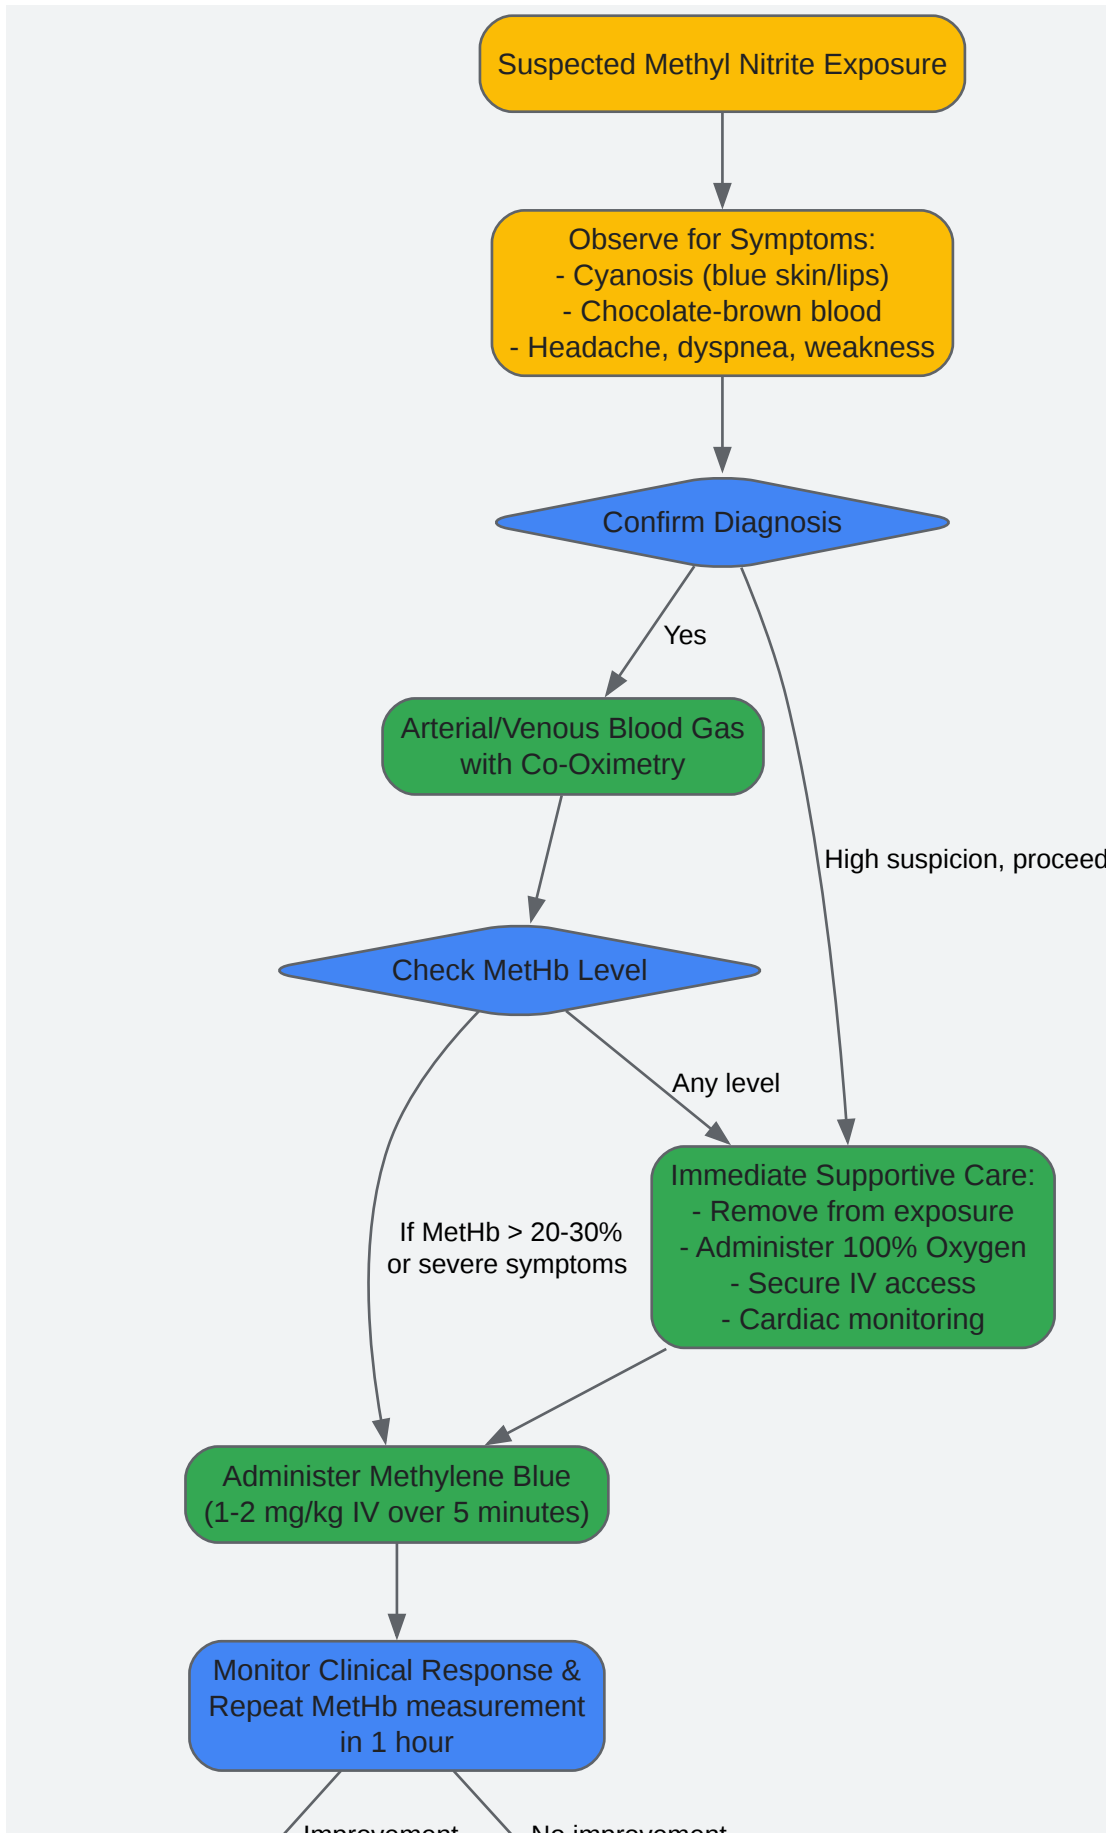 Suspected Methyl Nitrite Exposure
Observe for Symptoms:
- Cyanosis (blue skin/lips)
- Chocolate-brown blood
- Headache, dyspnea, weakness
Confirm Diagnosis
Yes
Arterial/Venous Blood Gas
with Co-Oximetry
High suspicion, proceed
Check MetHb Level
Any level
Immediate Supportive Care:
- Remove from exposure
- Administer 100% Oxygen
- Secure IV access
- Cardiac monitoring
If MetHb > 20-30%
or severe symptoms
Administer Methylene Blue
(1-2 mg/kg IV over 5 minutes)
Monitor Clinical Response &
Repeat MetHb measurement
in 1 hour
Improvement
No improvement